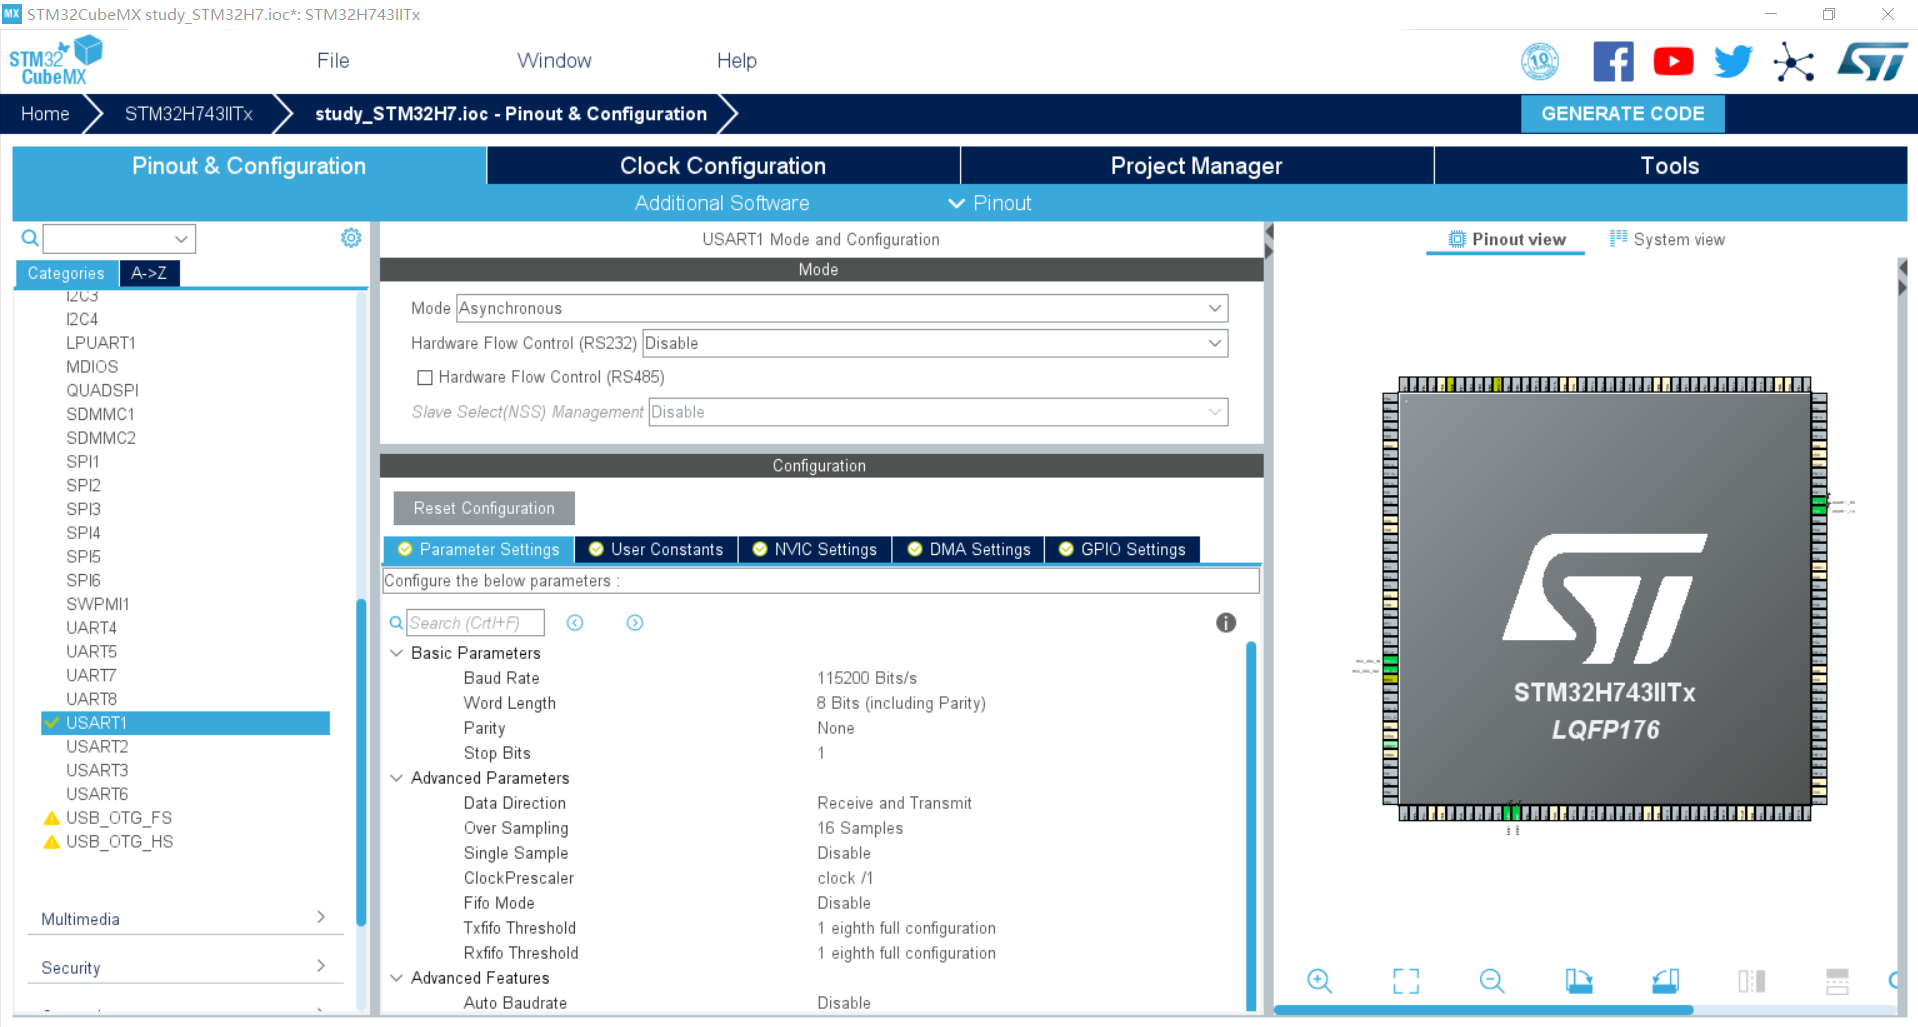 MX STM32CubeMX study_STM32H7.ioc*: STM32H743IITx
STM32
CubeMX
File Window Help
10
ST
Home STM32H743IITx study_STM32H7.ioc - Pinout & Configuration GENERATE CODE
Pinout & Configuration Clock Configuration Project Manager Tools
Additional Software Pinout
Categories A->Z
I2C3
I2C4
LPUART1
MDIOS
QUADSPI
SDMMC1
SDMMC2
SPI1
SPI2
SPI3
SPI4
SPI5
SPI6
SWPMI1
UART4
UART5
UART7
UART8
USART1
USART2
USART3
USART6
USB_OTG_FS
USB_OTG_HS
Multimedia
Security
USART1 Mode and Configuration
Mode
Mode Asynchronous
Hardware Flow Control (RS232) Disable
Hardware Flow Control (RS485)
Slave Select(NSS) Management Disable
Configuration
Reset Configuration
Parameter Settings User Constants NVIC Settings DMA Settings GPIO Settings
Configure the below parameters :
Search (Crtl+F)
Basic Parameters
Baud Rate 115200 Bits/s
Word Length 8 Bits (including Parity)
Parity None
Stop Bits 1
Advanced Parameters
Data Direction Receive and Transmit
Over Sampling 16 Samples
Single Sample Disable
ClockPrescaler clock /1
Fifo Mode Disable
Txfifo Threshold 1 eighth full configuration
Rxfifo Threshold 1 eighth full configuration
Advanced Features
Auto Baudrate Disable
Pinout view System view
ST
STM32H743IITx
LQFP176